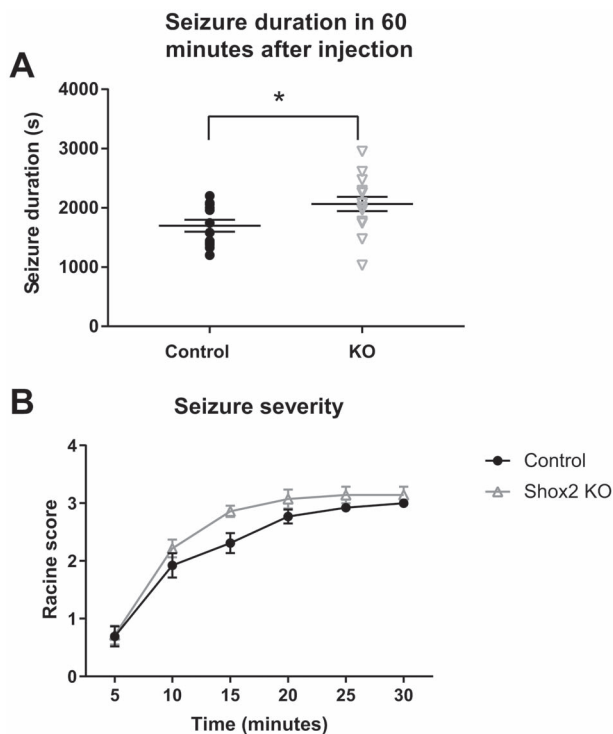 Seizure duration in 60
minutes after injection
A
*
4000
3000
2000
1000
0
Seizure duration (s)
Control
KO
B
Seizure severity
4
3
2
1
0
Racine score
5 10 15 20 25 30
Time (minutes)
Control
Shox2 KO